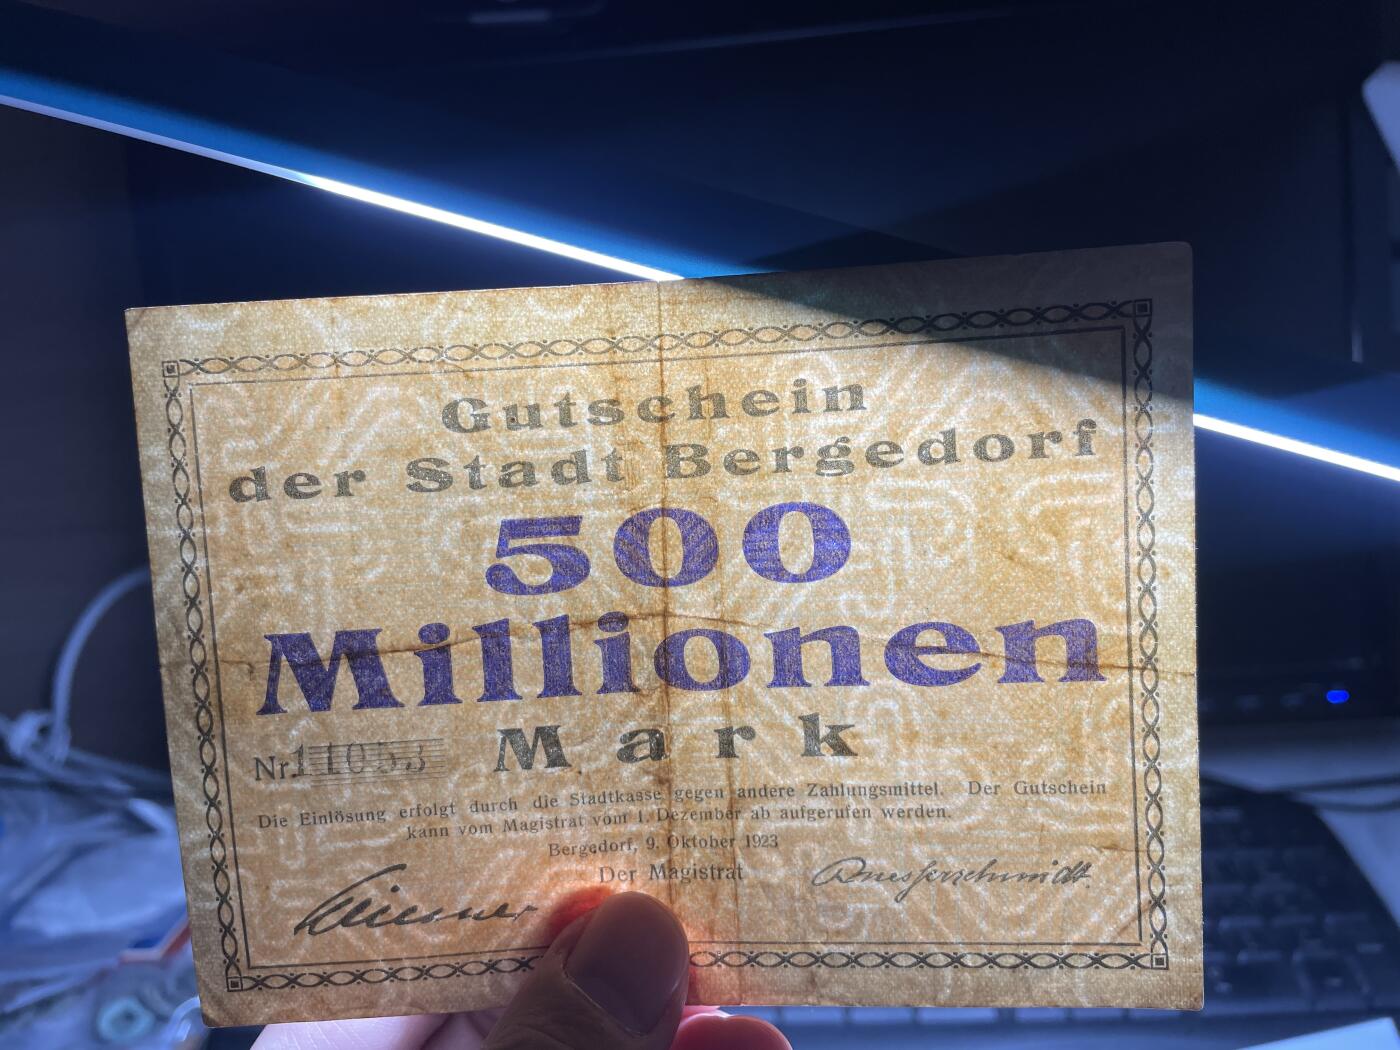 Gutschein
der Stadt Bergedorf
500
Millionen
Mark
Nr. 11053
Die Einlösung erfolgt durch die Stadtkasse gegen andere Zahlungsmittel. Der Gutschein
kann vom Magistrat vom 1. Dezember ab aufgerufen werden.
Bergedorf, 9. Oktober 1923
Der Magistrat